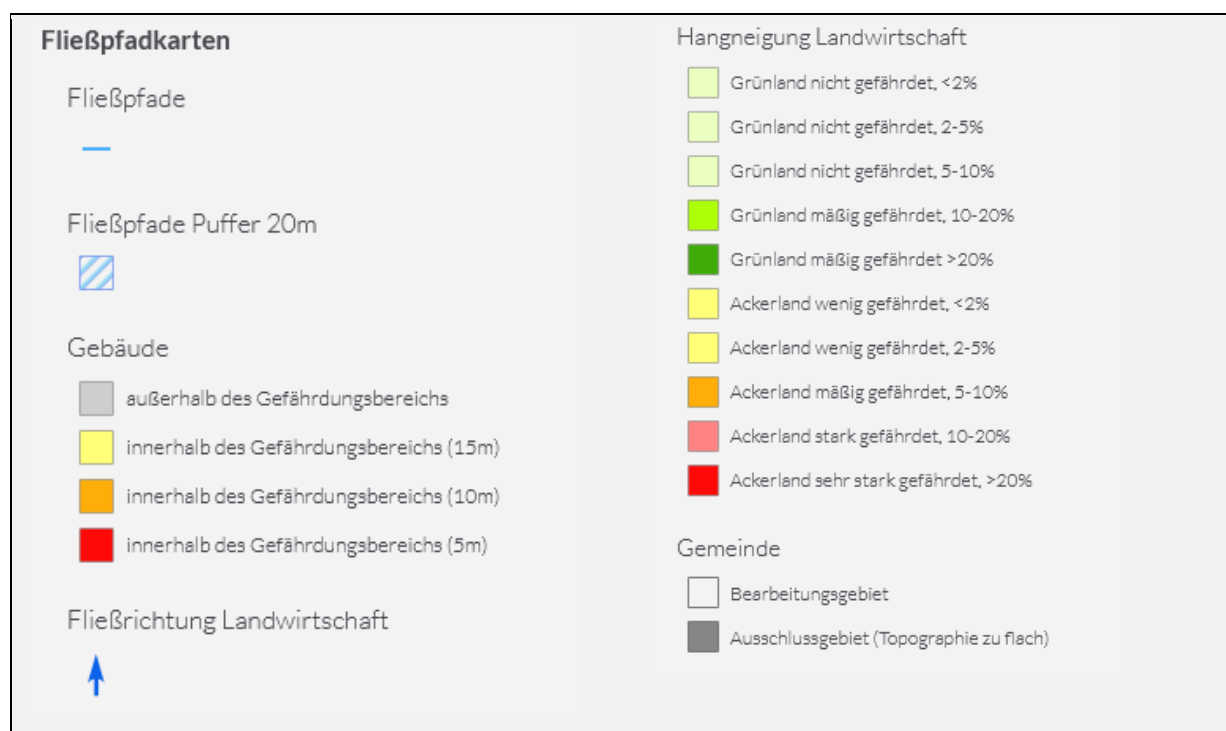 Fließpfadkarten
Fließpfade
Fließpfade Puffer 20m
Gebäude
außerhalb des Gefährdungsbereichs
innerhalb des Gefährdungsbereichs (15m)
innerhalb des Gefährdungsbereichs (10m)
innerhalb des Gefährdungsbereichs (5m)
Fließrichtung Landwirtschaft
Hangneigung Landwirtschaft
Grünland nicht gefährdet, <2%
Grünland nicht gefährdet, 2-5%
Grünland nicht gefährdet, 5-10%
Grünland mäßig gefährdet, 10-20%
Grünland mäßig gefährdet >20%
Ackerland wenig gefährdet, <2%
Ackerland wenig gefährdet, 2-5%
Ackerland mäßig gefährdet, 5-10%
Ackerland stark gefährdet, 10-20%
Ackerland sehr stark gefährdet, >20%
Gemeinde
Bearbeitungsgebiet
Ausschlussgebiet (Topographie zu flach)